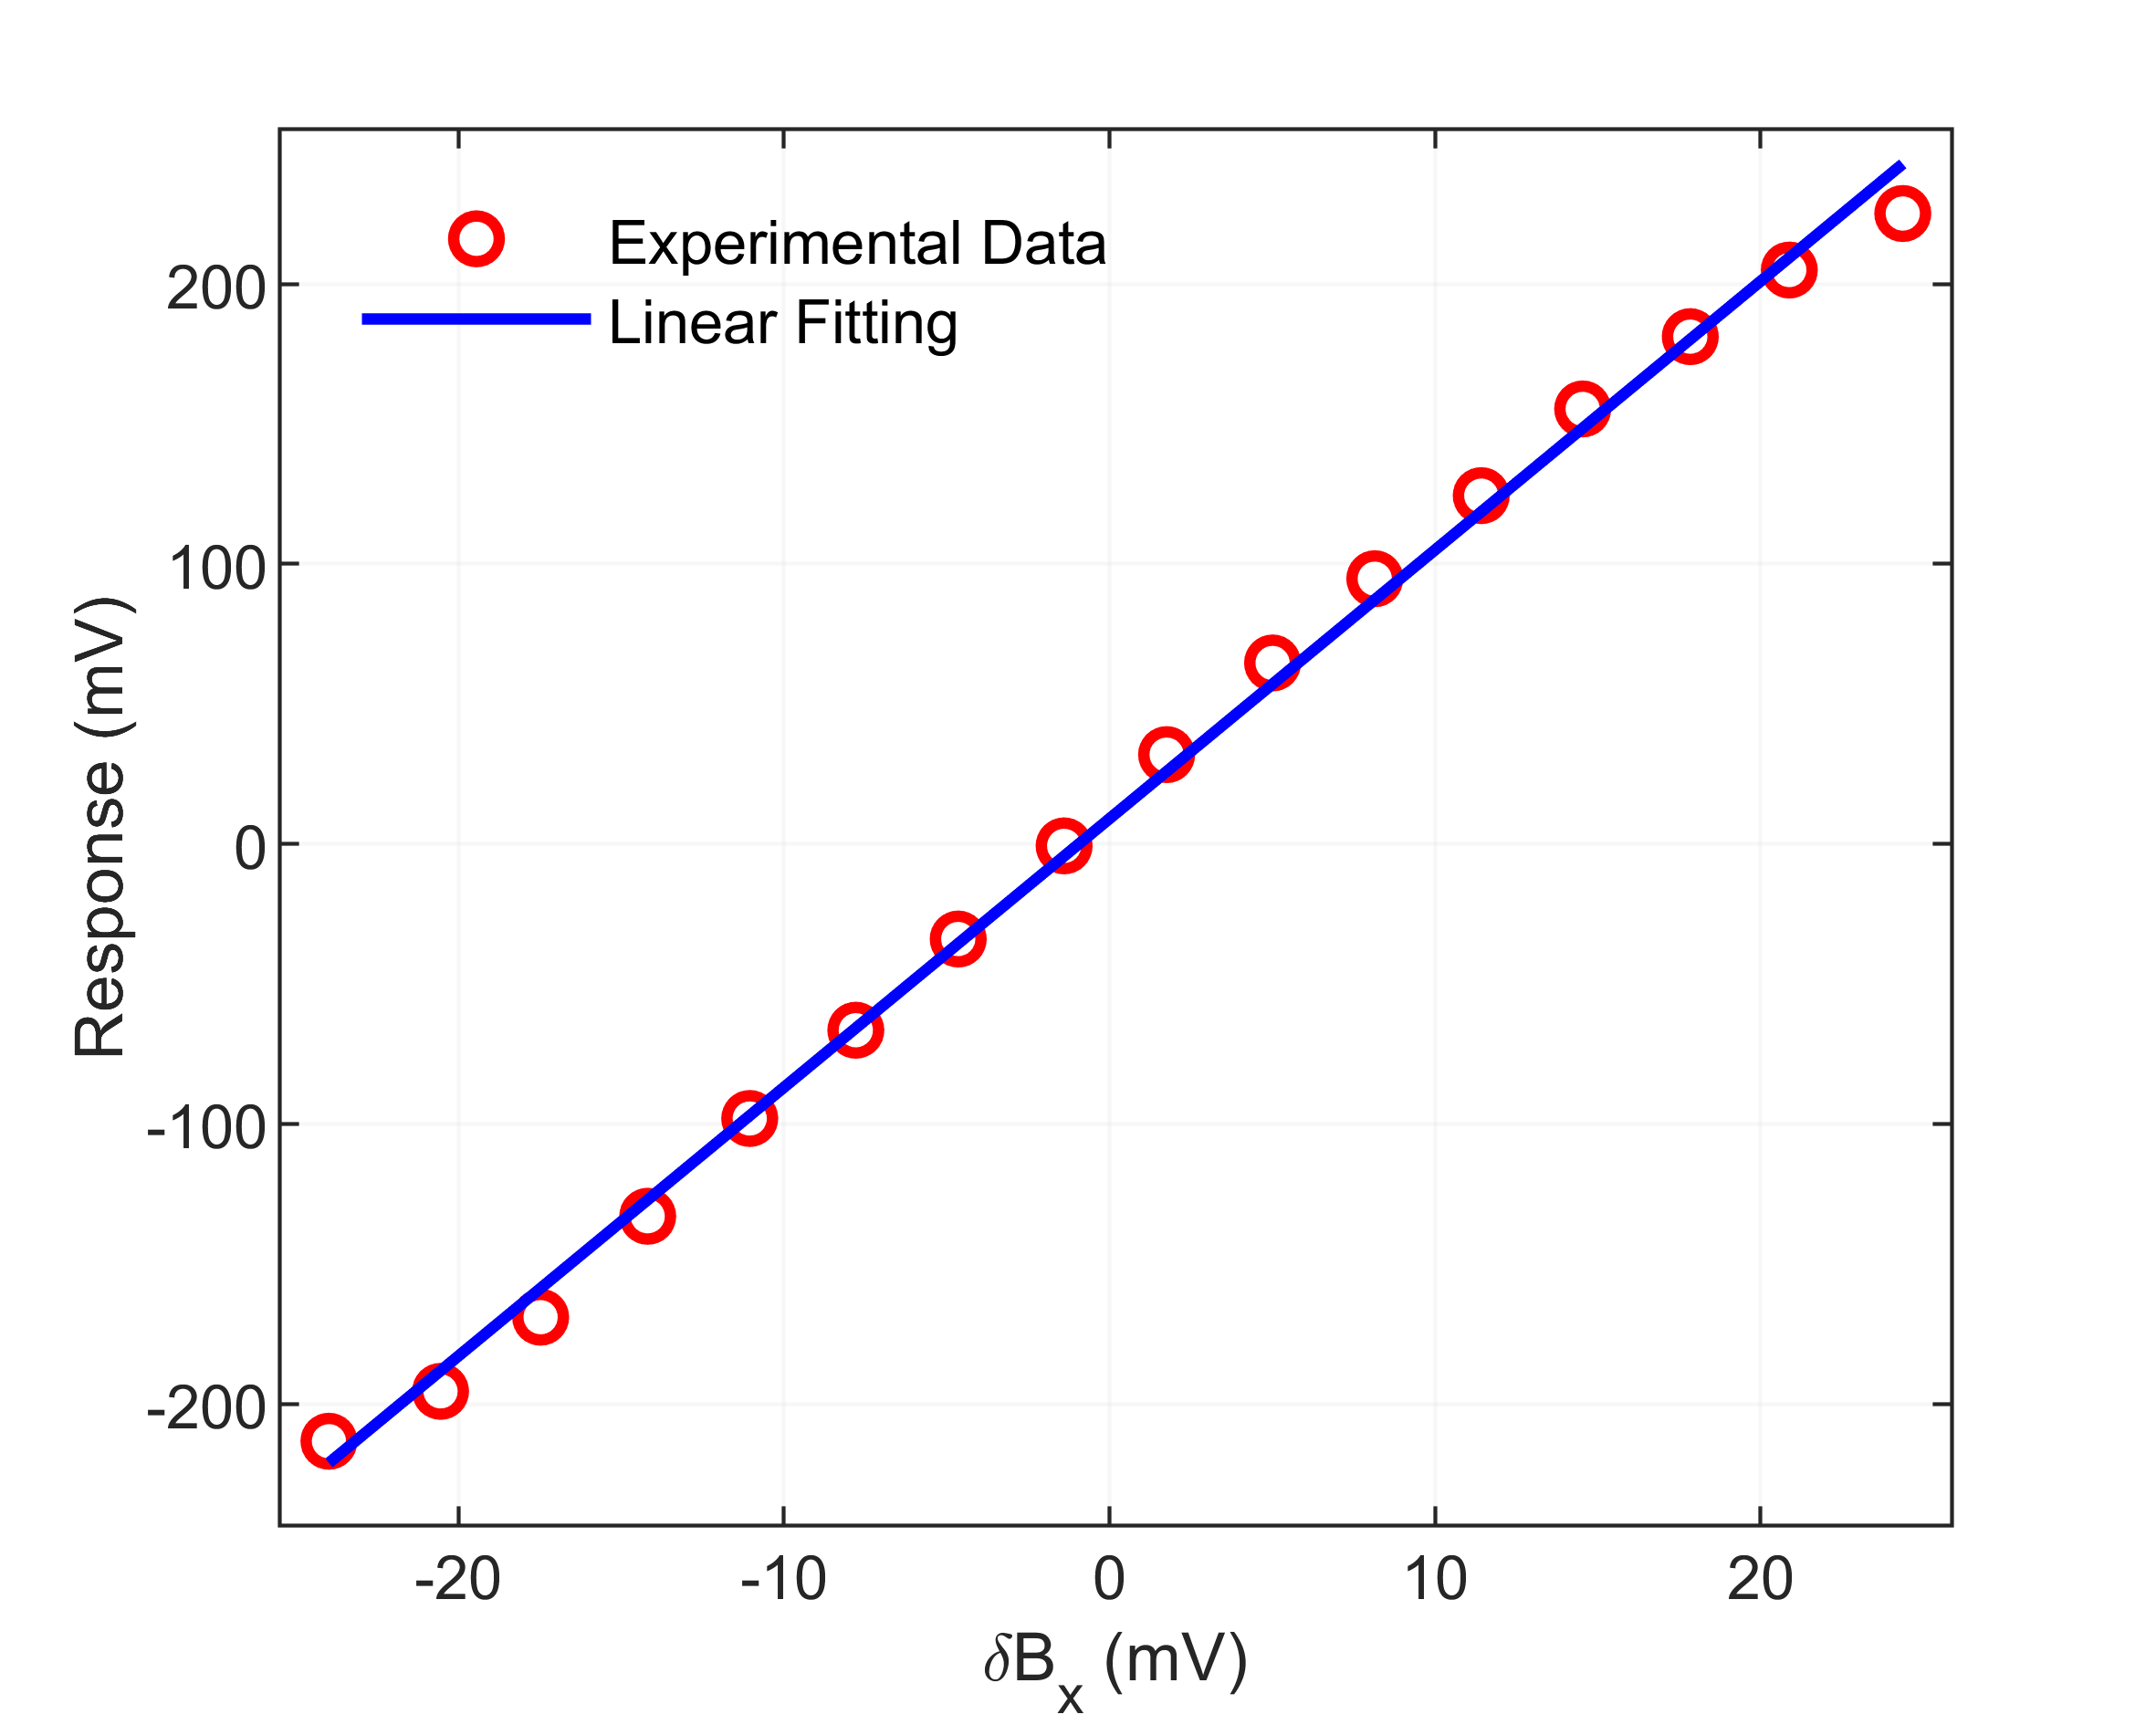 Experimental Data
Linear Fitting
200
100
0
-100
-200
Response (mV)
-20 -10 0 10 20
δBx (mV)